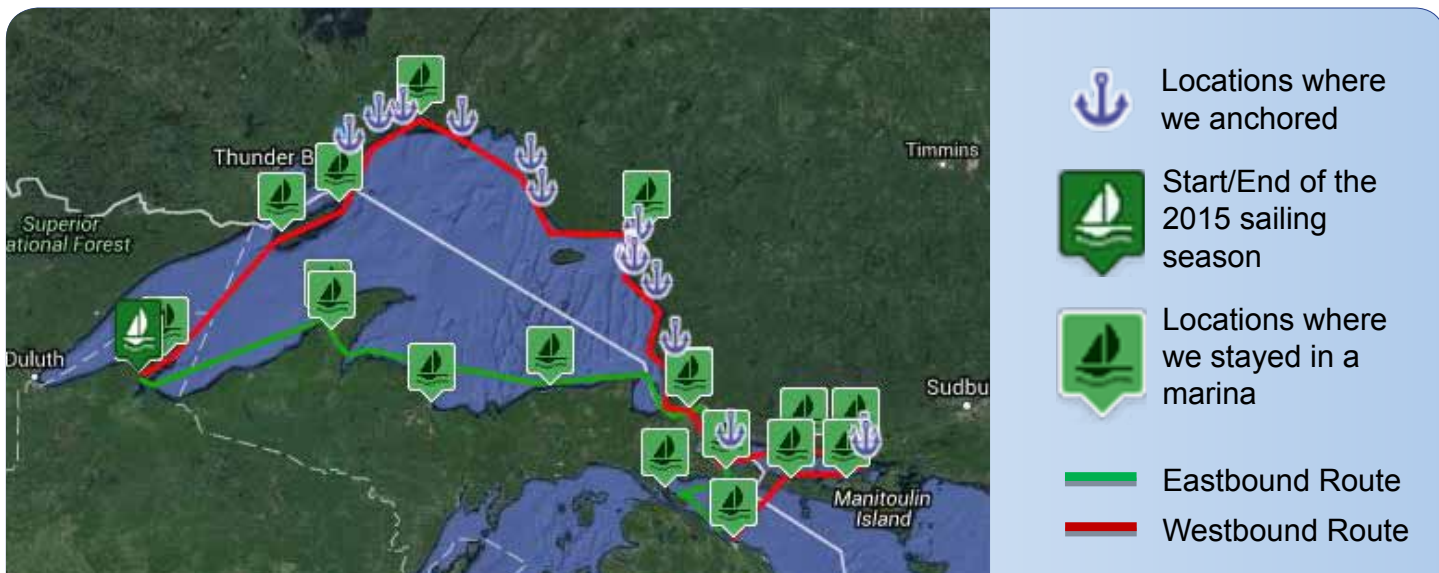 Thunder B
Timmins
Superior
ational Forest
Duluth
Sudbu
Manitoulin
Island
Locations where
we anchored
Start/End of the
2015 sailing
season
Locations where
we stayed in a
marina
Eastbound Route
Westbound Route